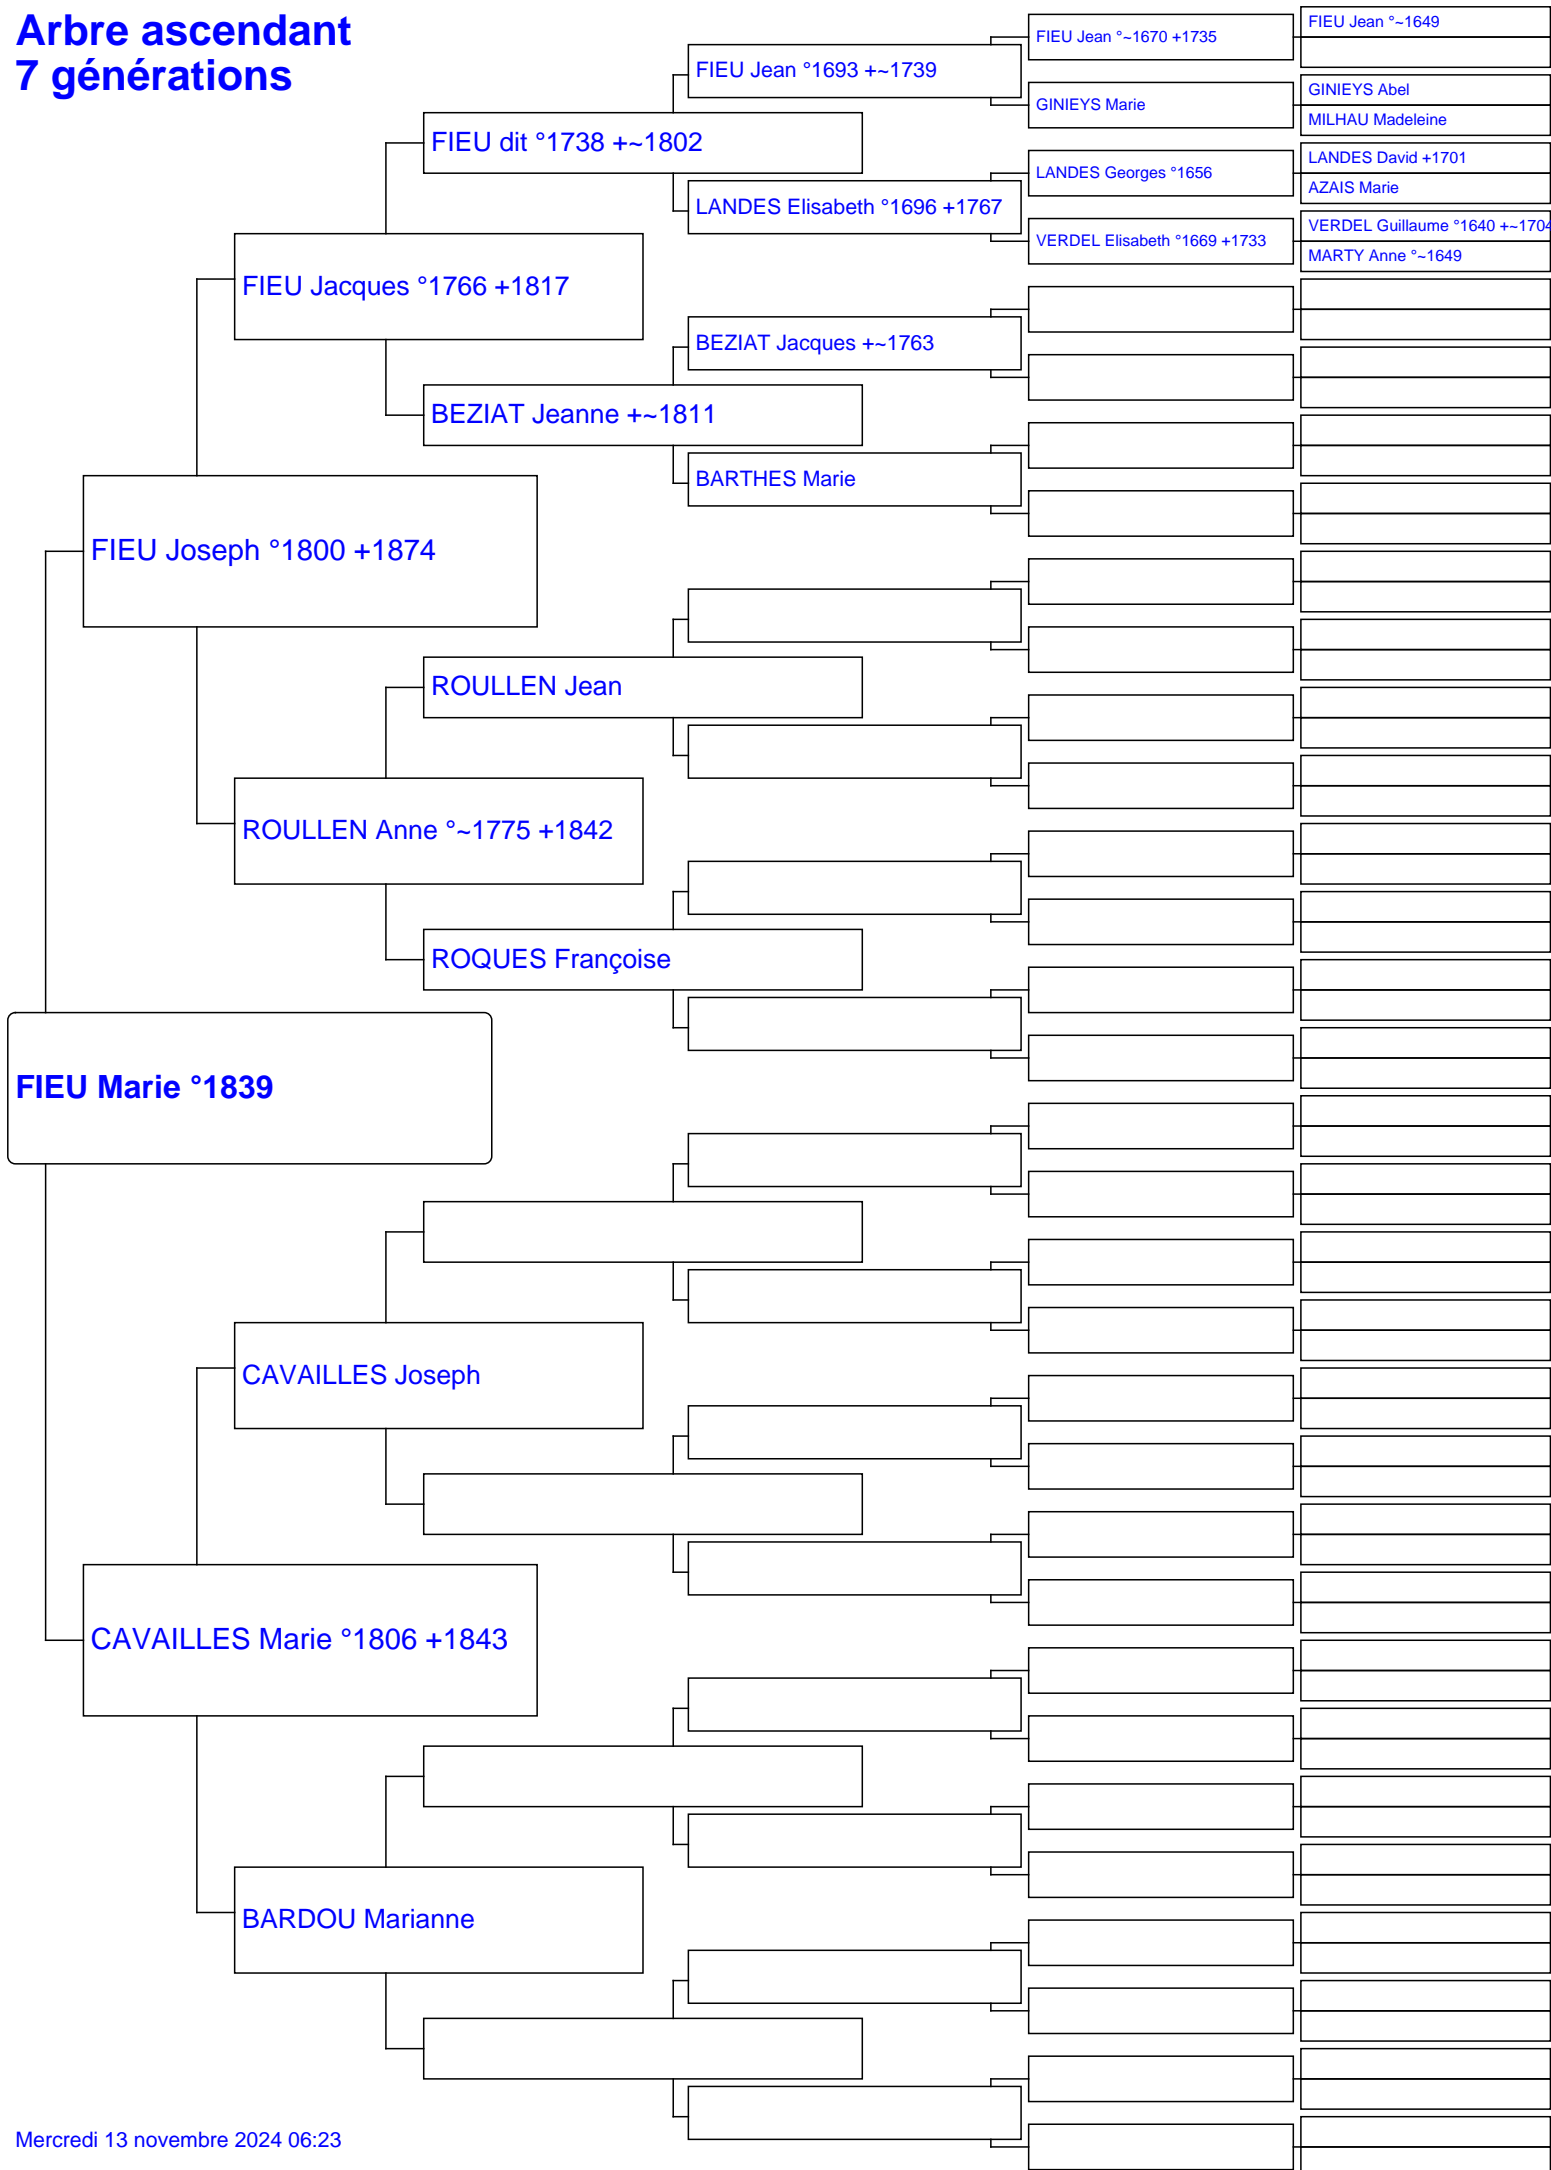 Arbre ascendant
7 générations
FIEU Jean °~1649
FIEU Jean °~1670 +1735
FIEU Jean °1693 +~1739
GINIEYS Abel
GINIEYS Marie
MILHAU Madeleine
FIEU dit °1738 +~1802
LANDES David +1701
LANDES Georges °1656
AZAIS Marie
LANDES Elisabeth °1696 +1767
VERDEL Guillaume °1640 +~1704
VERDEL Elisabeth °1669 +1733
MARTY Anne °~1649
FIEU Jacques °1766 +1817
BEZIAT Jacques +~1763
BEZIAT Jeanne +~1811
BARTHES Marie
FIEU Joseph °1800 +1874
ROULLEN Jean
ROULLEN Anne °~1775 +1842
ROQUES Françoise
FIEU Marie °1839
CAVAILLES Joseph
CAVAILLES Marie °1806 +1843
BARDOU Marianne
Mercredi 13 novembre 2024 06:23